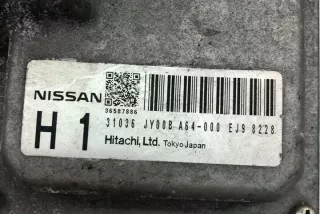 NISSAN
36587886
H 1
31036 JY00B A64-000 EJ9 8228
Hitachi, Ltd. Tokyo Japan